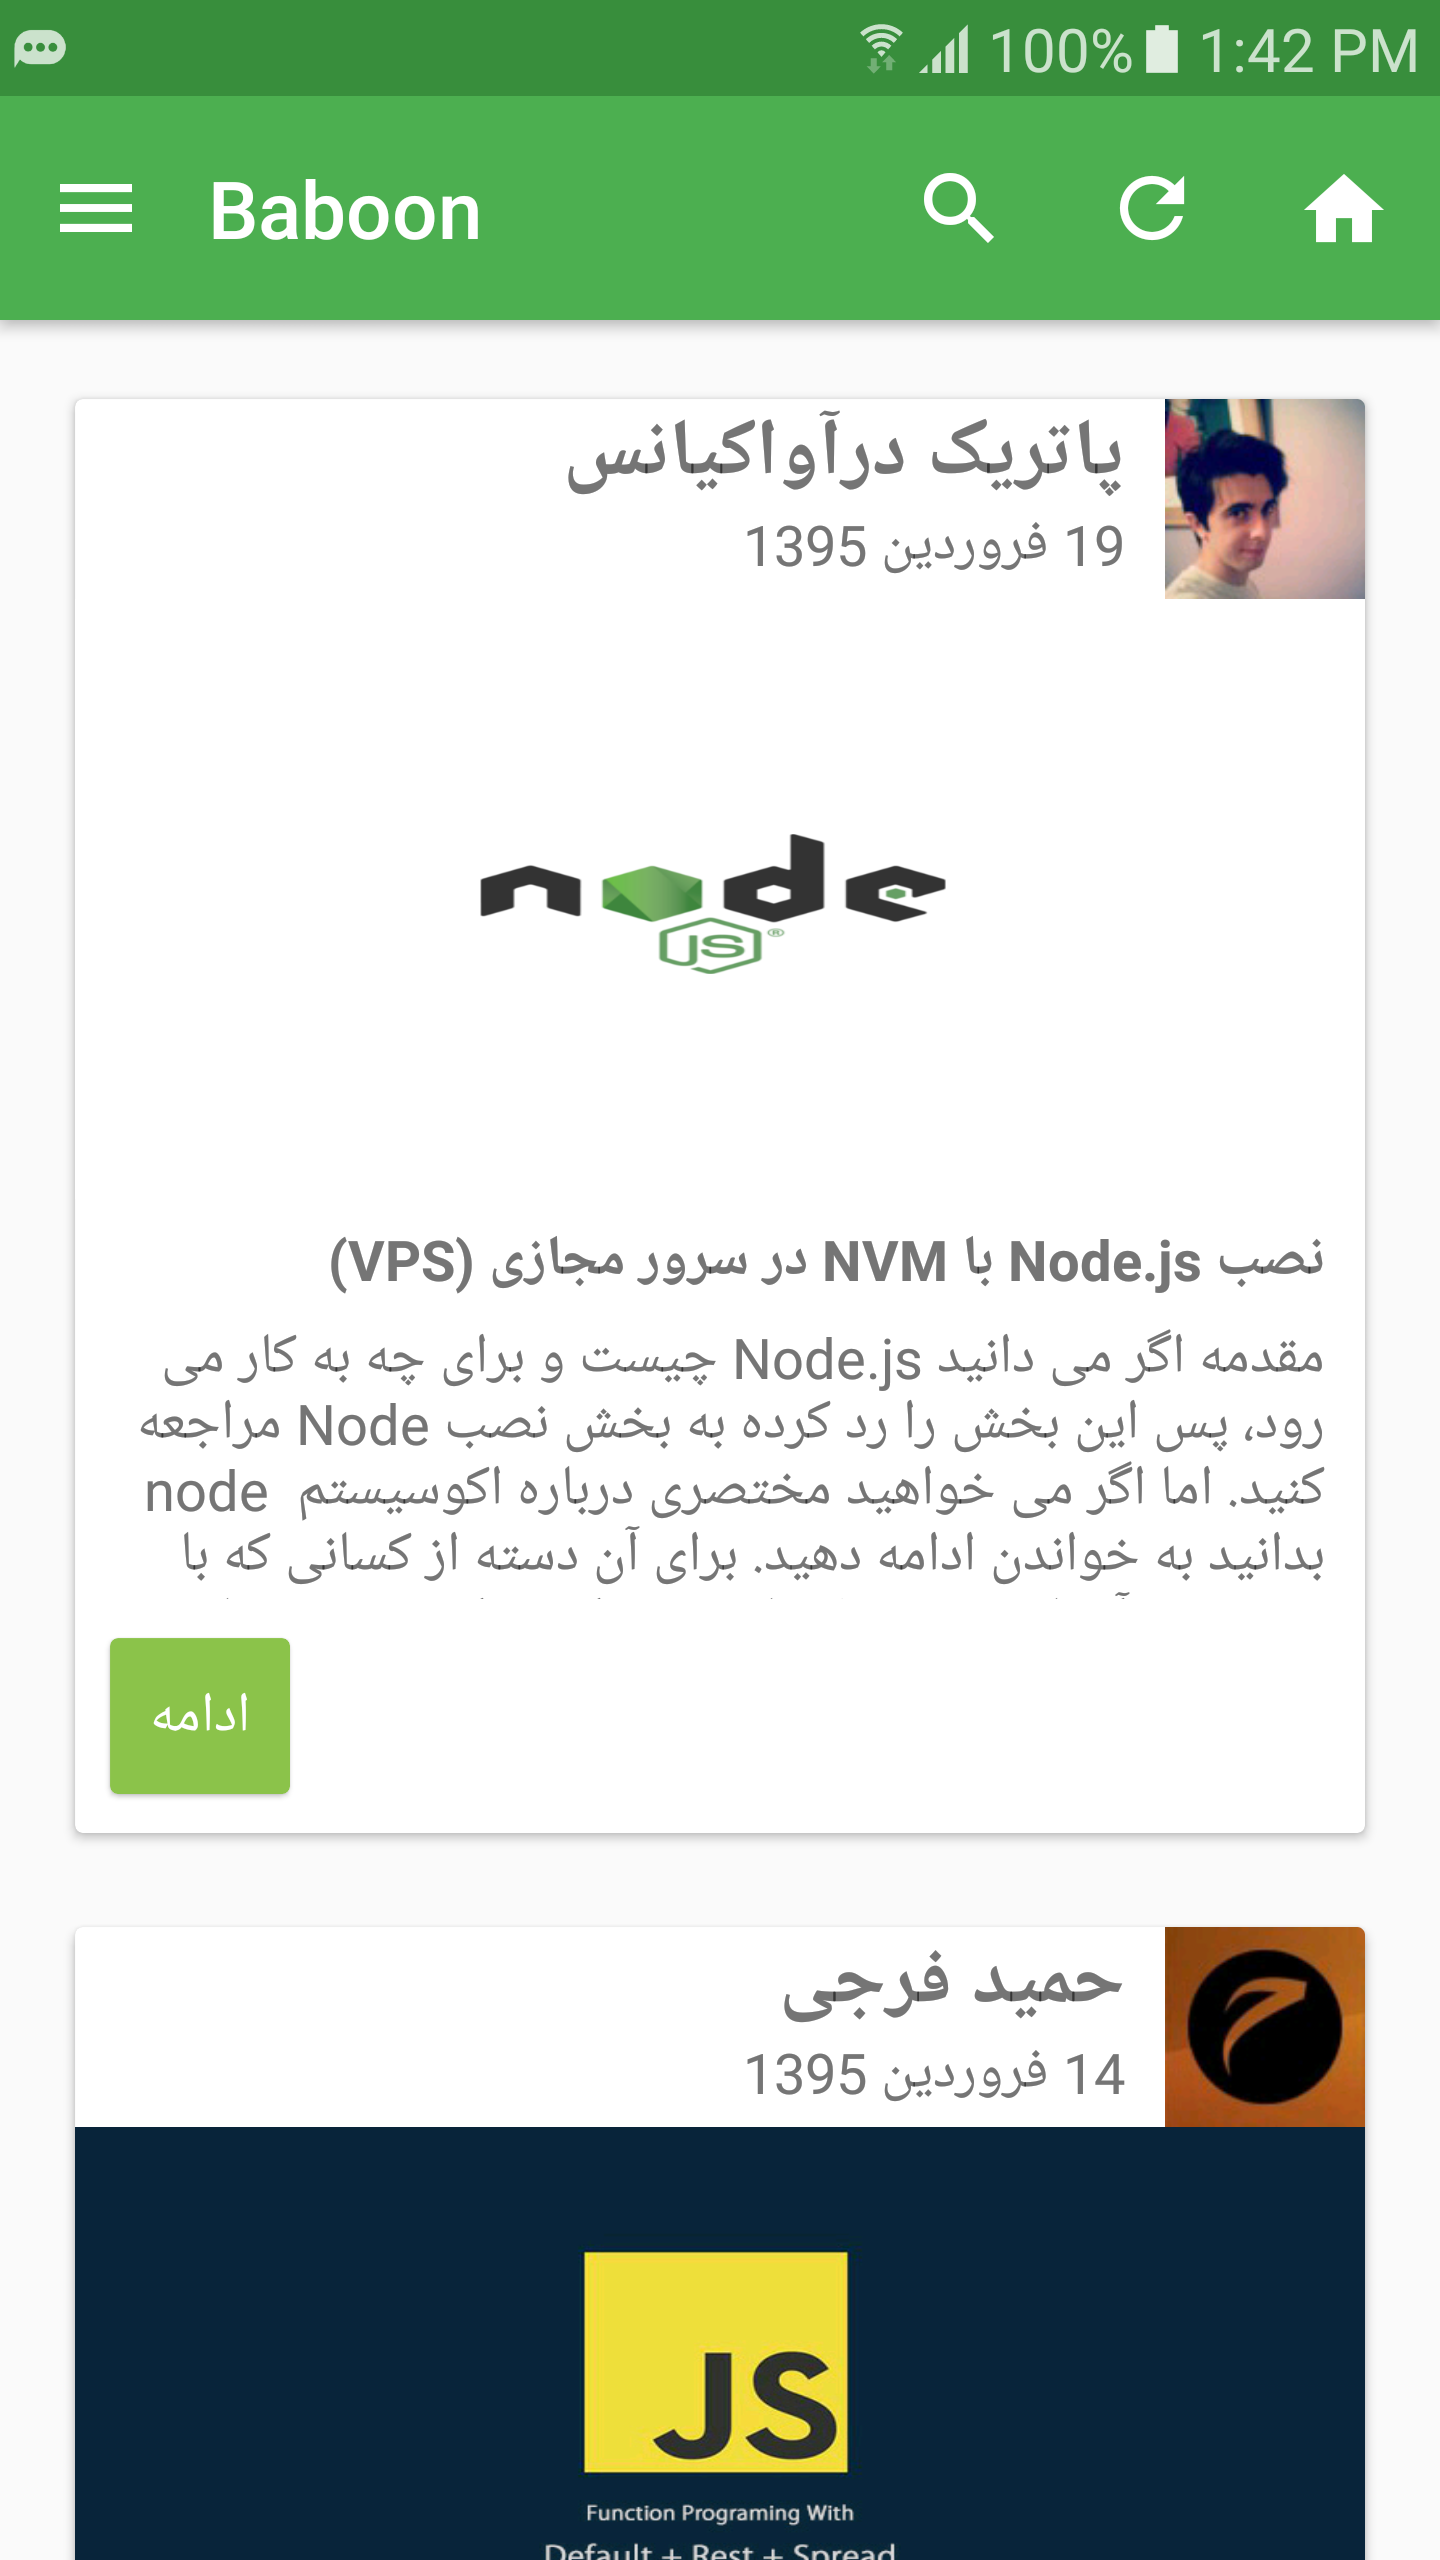 100% 1:42 PM
Baboon
پاتریک درآواکیانس
19 فروردین 1395
node
JS®
نصب Node.js با NVM در سرور مجازی (VPS)
مقدمه اگر می دانید Node.js چیست و برای چه به کار می
رود، پس این بخش را رد کرده به بخش نصب Node مراجعه
کنید. اما اگر می خواهید مختصری درباره اکوسیستم node
بدانید به خواندن ادامه دهید. برای آن دسته از کسانی که با
ادامه
حمید فرجی
14 فروردین 1395
JS
Function Programing With
Default + Rest + Spread